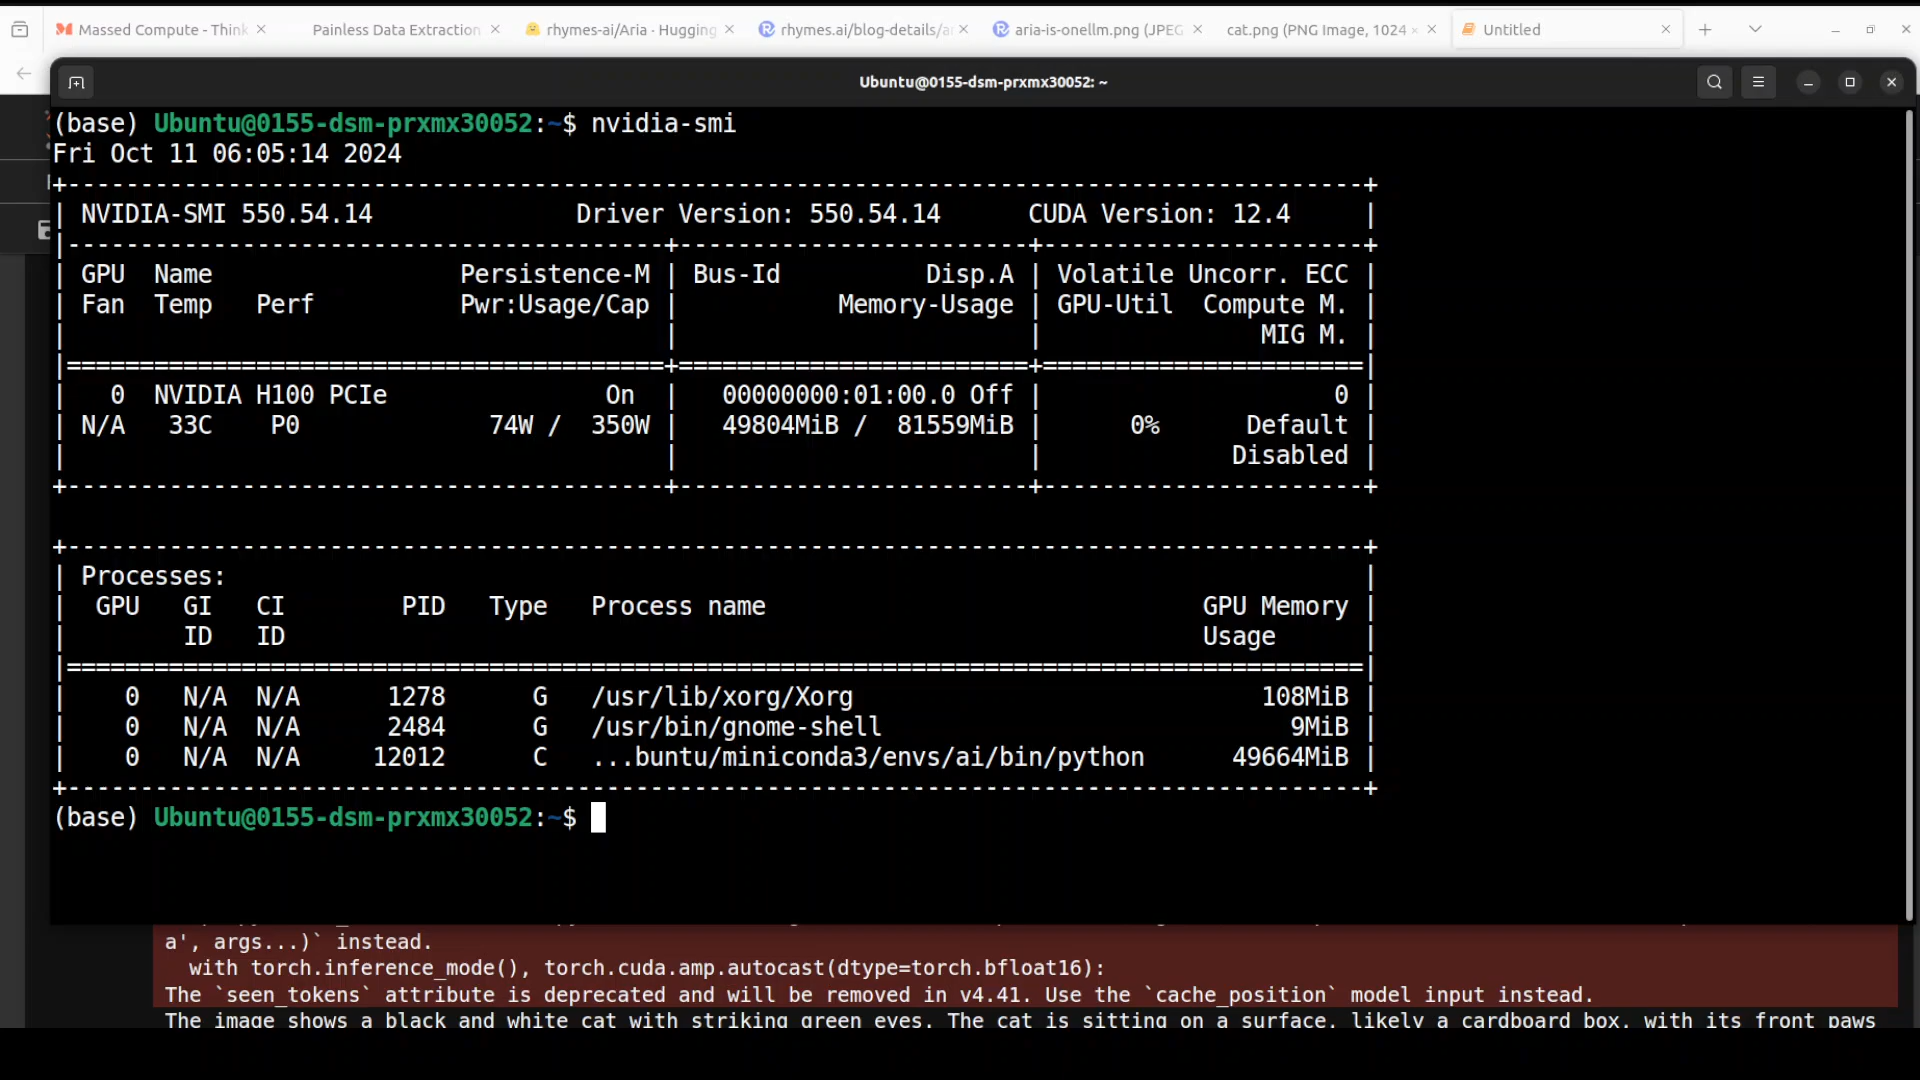 Massed Compute - Think
Painless Data Extraction
rhymes-ai/Aria - Hugging
rhymes.ai/blog-details/a
aria-is-onellm.png (JPEG
cat.png (PNG Image, 1024 ×
Untitled
Ubuntu@0155-dsm-prxmx30052: ~
(base) Ubuntu@0155-dsm-prxmx30052:~$ nvidia-smi
Fri Oct 11 06:05:14 2024
+-----------------------------------------------------------------------------------------+
| NVIDIA-SMI 550.54.14              Driver Version: 550.54.14      CUDA Version: 12.4     |
|-----------------------------------------+------------------------+----------------------+
| GPU  Name                 Persistence-M | Bus-Id          Disp.A | Volatile Uncorr. ECC |
| Fan  Temp   Perf          Pwr:Usage/Cap |           Memory-Usage | GPU-Util  Compute M. |
|                                         |                        |               MIG M. |
|=========================================+========================+======================|
|   0  NVIDIA H100 PCIe               On  |   00000000:01:00.0 Off |                    0 |
| N/A   33C    P0             74W /  350W |   49804MiB /  81559MiB |      0%      Default |
|                                         |                        |             Disabled |
+-----------------------------------------+------------------------+----------------------+
+-----------------------------------------------------------------------------------------+
| Processes:                                                                              |
|  GPU   GI   CI        PID   Type   Process name                              GPU Memory |
|        ID   ID                                                               Usage      |
|=========================================================================================|
|    0   N/A  N/A      1278      G   /usr/lib/xorg/Xorg                            108MiB |
|    0   N/A  N/A      2484      G   /usr/bin/gnome-shell                            9MiB |
|    0   N/A  N/A     12012      C   ...buntu/miniconda3/envs/ai/bin/python      49664MiB |
+-----------------------------------------------------------------------------------------+
(base) Ubuntu@0155-dsm-prxmx30052:~$
a', args...)` instead.
with torch.inference_mode(), torch.cuda.amp.autocast(dtype=torch.bfloat16):
The `seen_tokens` attribute is deprecated and will be removed in v4.41. Use the `cache_position` model input instead.
The image shows a black and white cat with striking green eyes. The cat is sitting on a surface, likely a cardboard box, with its front paws